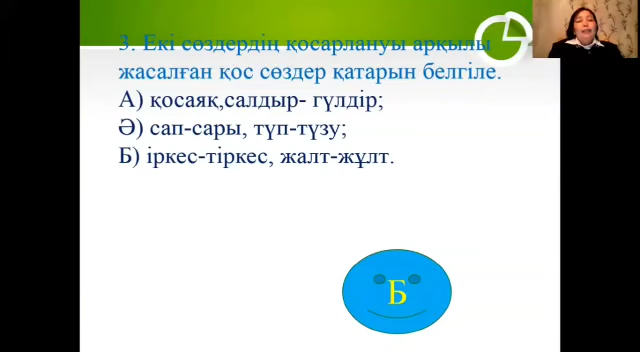 3. Екі сөздердің қосарлануы арқылы
жасалған қос сөздер қатарын белгіле.
А) қосаяқ,салдыр- гүлдір;
Ә) сап-сары, түп-түзу;
Б) іркес-тіркес, жалт-жұлт.
Б